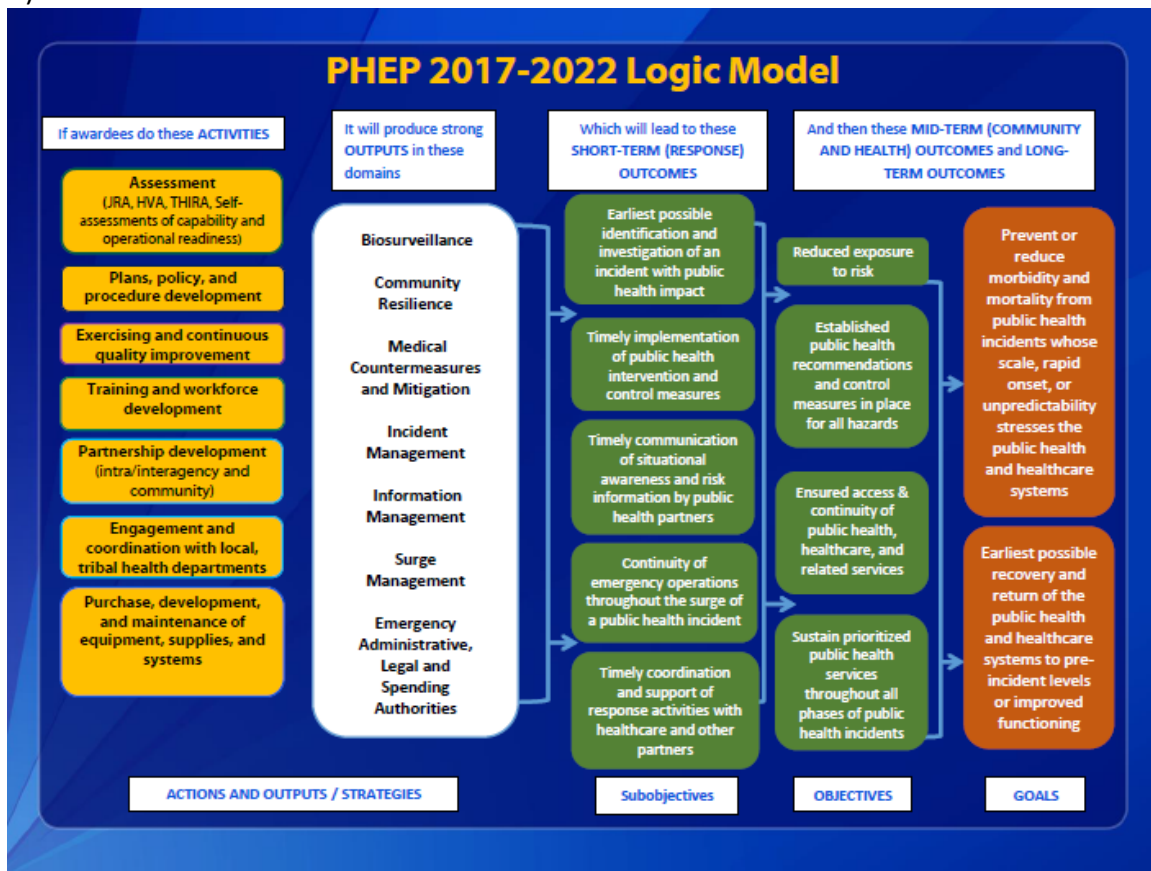 PHEP 2017-2022 Logic Model
If awardees do these ACTIVITIES
Assessment
(JRA, HVA, THIRA, Self-
assessments of capability and
operational readiness)
Plans, policy, and
procedure development
Exercising and continuous
quality improvement
Training and workforce
development
Partnership development
(intra/interagency and
community)
Engagement and
coordination with local,
tribal health departments
Purchase, development,
and maintenance of
equipment, supplies, and
systems
It will produce strong
OUTPUTS in these
domains
Biosurveillance
Community
Resilience
Medical
Countermeasures
and Mitigation
Incident
Management
Information
Management
Surge
Management
Emergency
Administrative,
Legal and
Spending
Authorities
Which will lead to these
SHORT-TERM (RESPONSE)
OUTCOMES
Earliest possible
identification and
investigation of an
incident with public
health impact
Timely implementation
of public health
intervention and
control measures
Timely communication
of situational
awareness and risk
information by public
health partners
Continuity of
emergency operations
throughout the surge of
a public health incident
Timely coordination
and support of
response activities with
healthcare and other
partners
And then these MID-TERM (COMMUNITY
AND HEALTH) OUTCOMES and LONG-
TERM OUTCOMES
Reduced exposure
to risk
Established
public health
recommendations
and control
measures in place
for all hazards
Ensured access &
continuity of
public health,
healthcare, and
related services
Sustain prioritized
public health
services
throughout all
phases of public
health incidents
Prevent or
reduce
morbidity and
mortality from
public health
incidents whose
scale, rapid
onset, or
unpredictability
stresses the
public health
and healthcare
systems
Earliest possible
recovery and
return of the
public health
and healthcare
systems to pre-
incident levels
or improved
functioning
ACTIONS AND OUTPUTS / STRATEGIES
Subobjectives
OBJECTIVES
GOALS